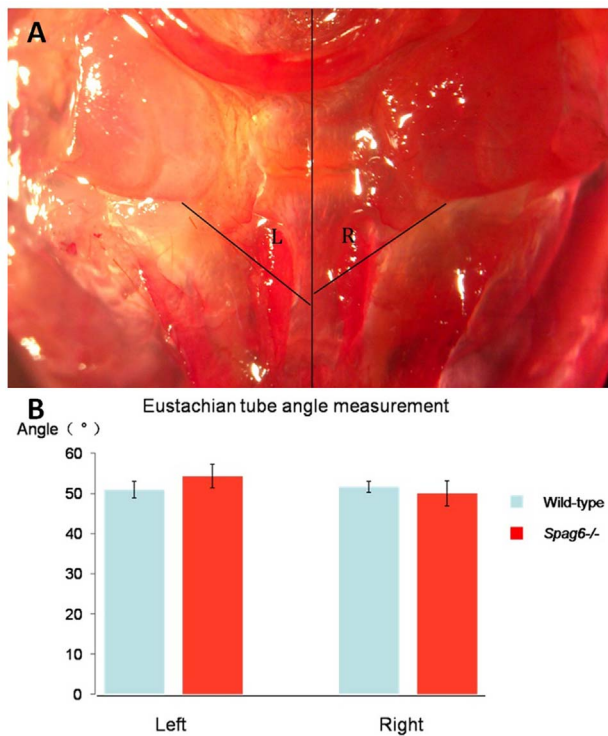 A
L
R
B
Eustachian tube angle measurement
Angle（°）
60
50
40
30
20
10
0
Wild-type
Spag6-/-
Left
Right